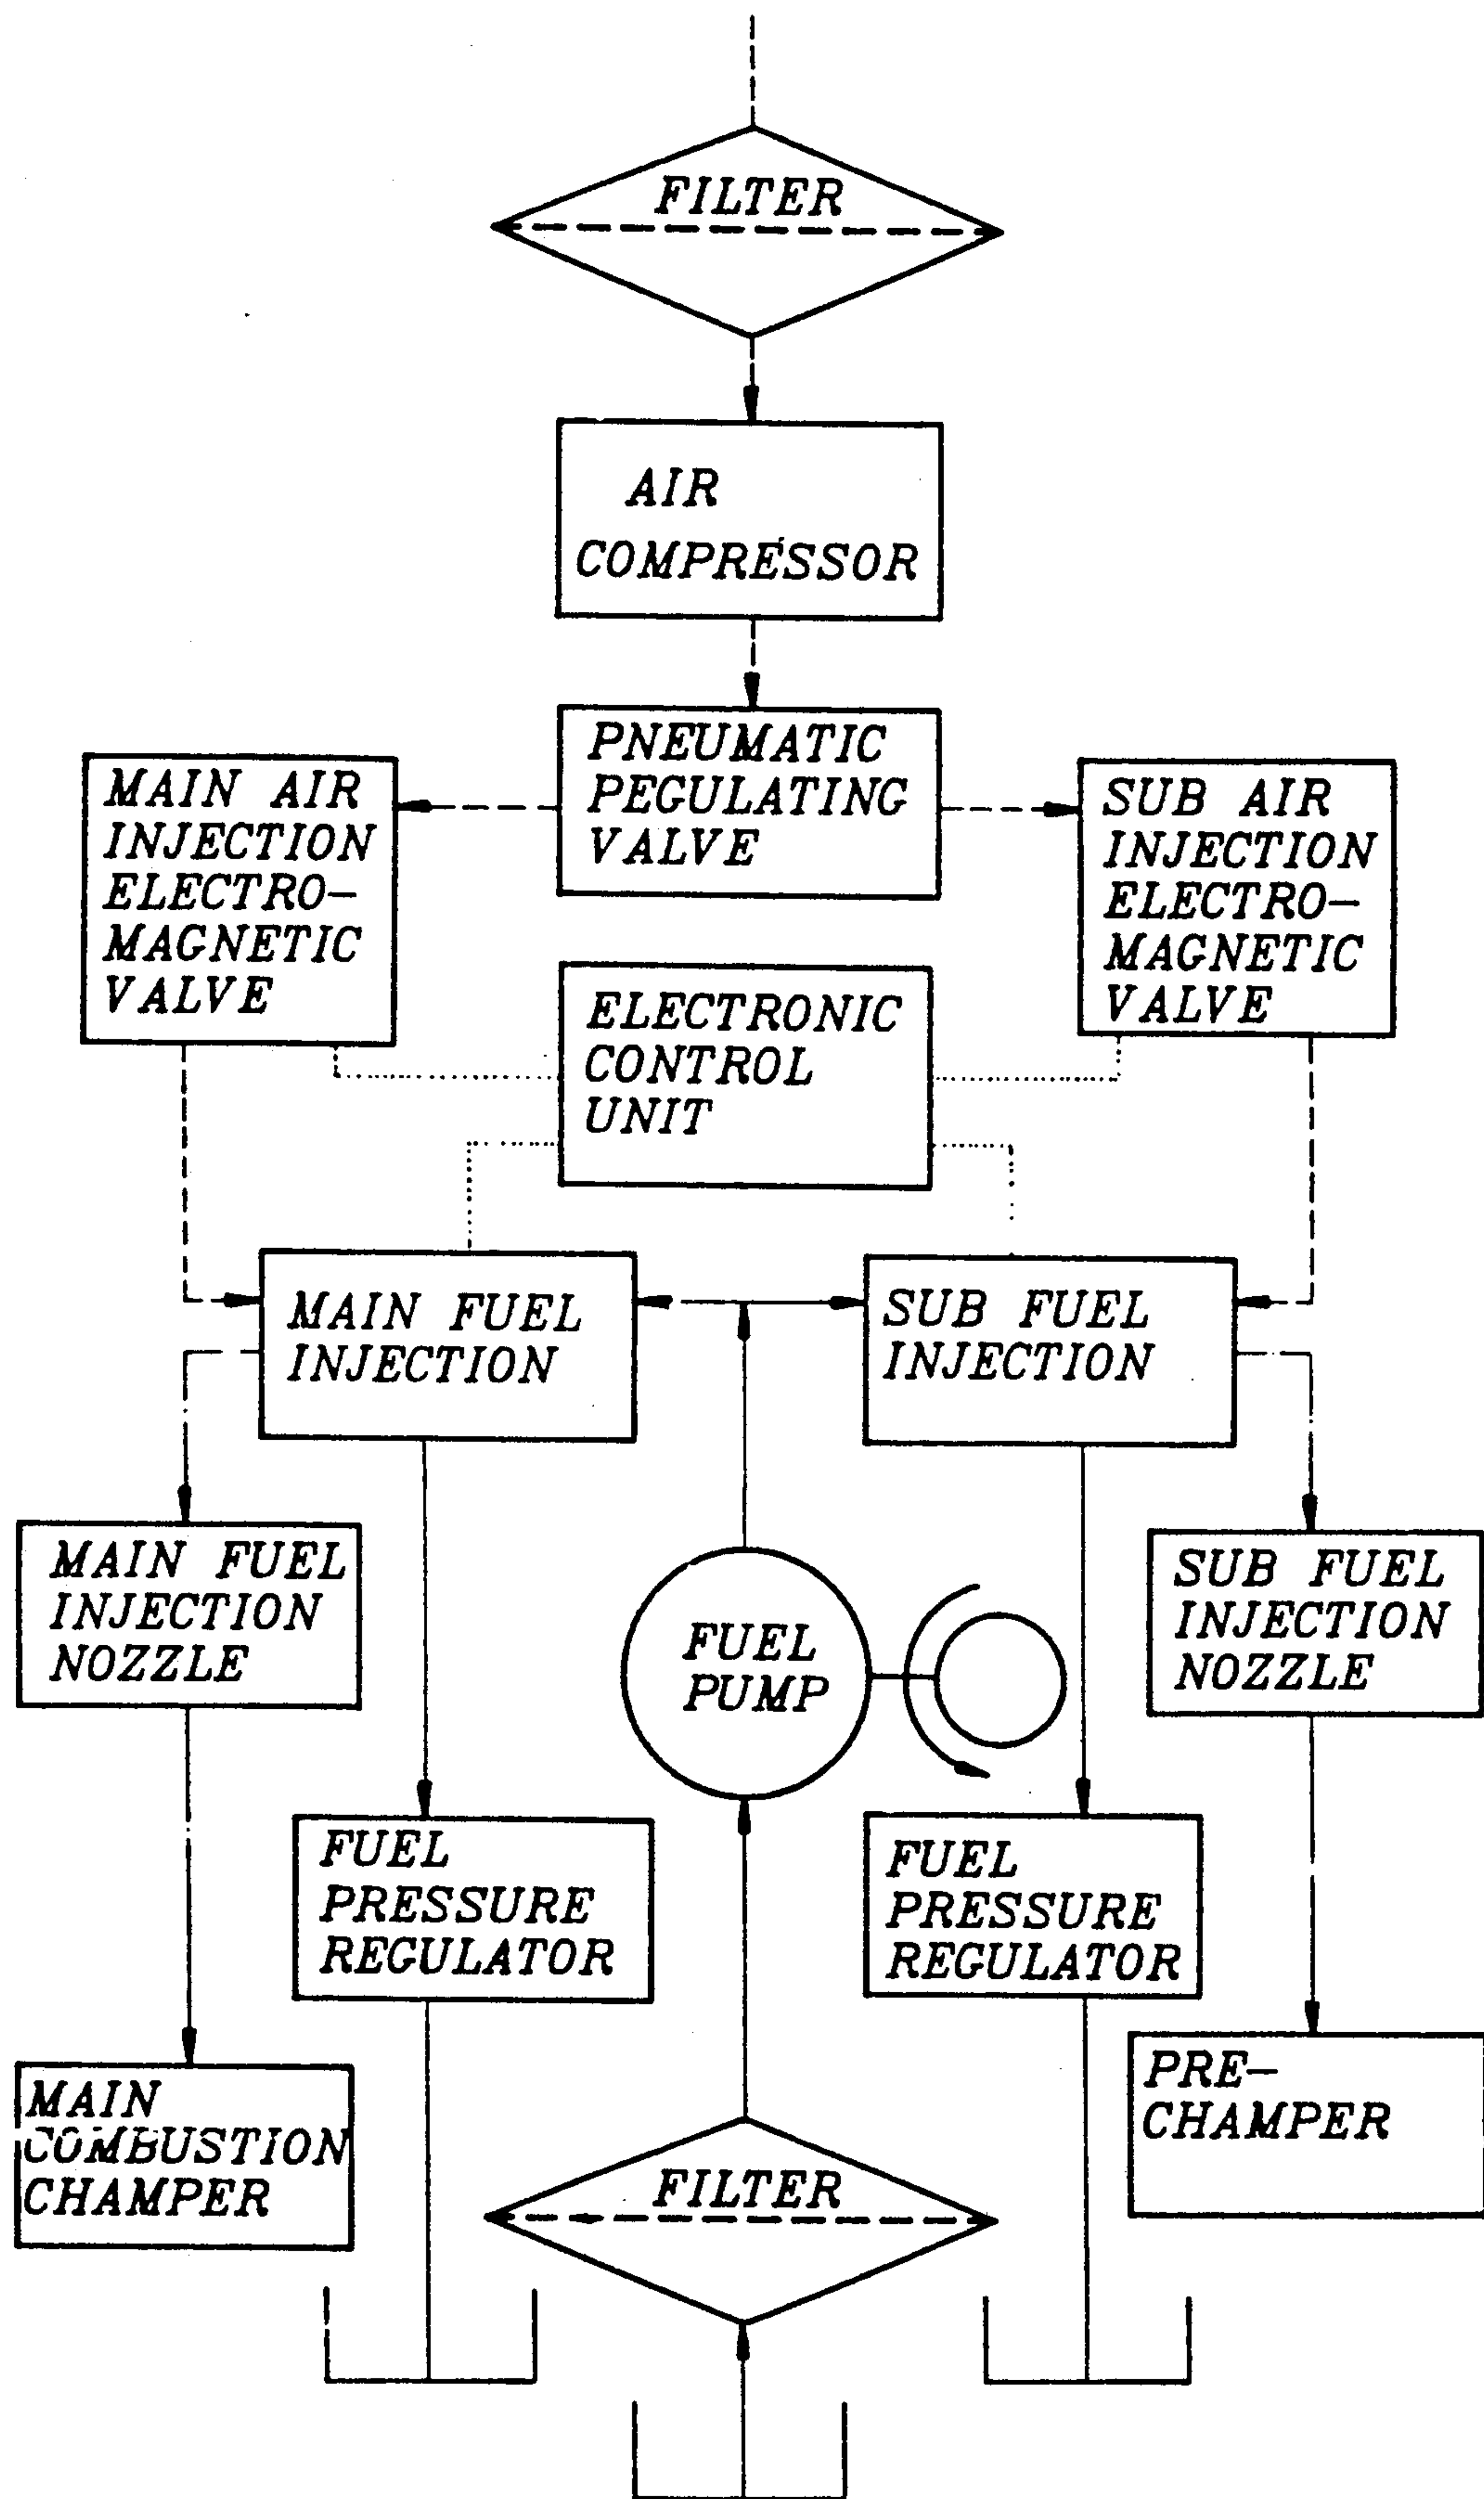 FILTER
AIR
COMPRESSOR
PNEUMATIC
PEGULATING
VALVE
MAIN AIR
INJECTION
ELECTRO-
MAGNETIC
VALVE
SUB AIR
INJECTION
ELECTRO-
MAGNETIC
VALVE
ELECTRONIC
CONTROL
UNIT
MAIN FUEL
INJECTION
SUB FUEL
INJECTION
MAIN FUEL
INJECTION
NOZZLE
FUEL
PUMP
SUB FUEL
INJECTION
NOZZLE
FUEL
PRESSURE
REGULATOR
FUEL
PRESSURE
REGULATOR
MAIN
COMBUSTION
CHAMPER
PRE-
CHAMPER
FILTER